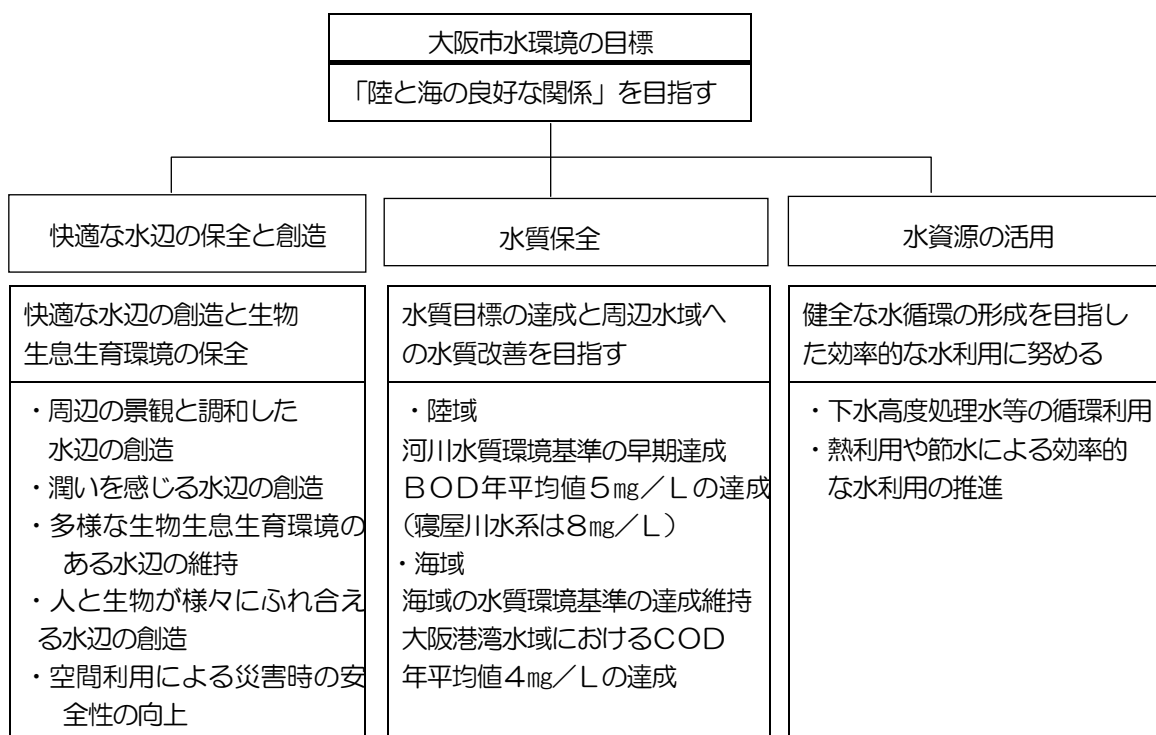 大阪市水環境の目標
「陸と海の良好な関係」を目指す
快適な水辺の保全と創造
快適な水辺の創造と生物
生息生育環境の保全
・周辺の景観と調和した
水辺の創造
・潤いを感じる水辺の創造
・多様な生物生息生育環境の
ある水辺の維持
・人と生物が様々にふれ合え
る水辺の創造
・空間利用による災害時の安
全性の向上
水質保全
水質目標の達成と周辺水域へ
の水質改善を目指す
・陸域
河川水質環境基準の早期達成
BOD年平均値5㎎/Lの達成
(寝屋川水系は8㎎/L)
・海域
海域の水質環境基準の達成維持
大阪港湾水域におけるCOD
年平均値4㎎/Lの達成
水資源の活用
健全な水循環の形成を目指し
た効率的な水利用に努める
・下水高度処理水等の循環利用
・熱利用や節水による効率的
な水利用の推進